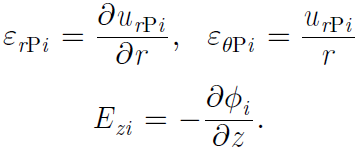 ε_{rPi} = ∂u_{rPi}/∂r, ε_{θPi} = u_{rPi}/r
E_{zi} = −∂ϕ_i/∂z.